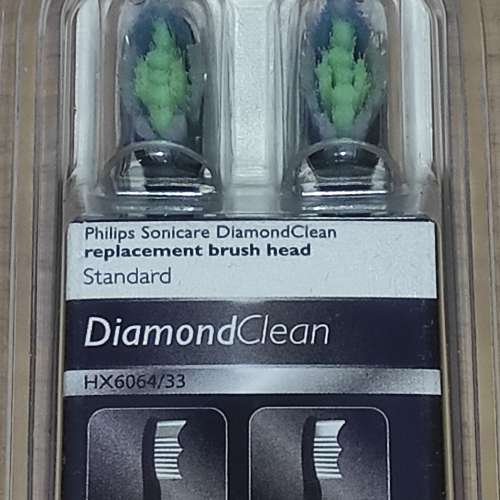 Philips Sonicare DiamondClean
replacement brush head
Standard
DiamondClean
HX6064/33